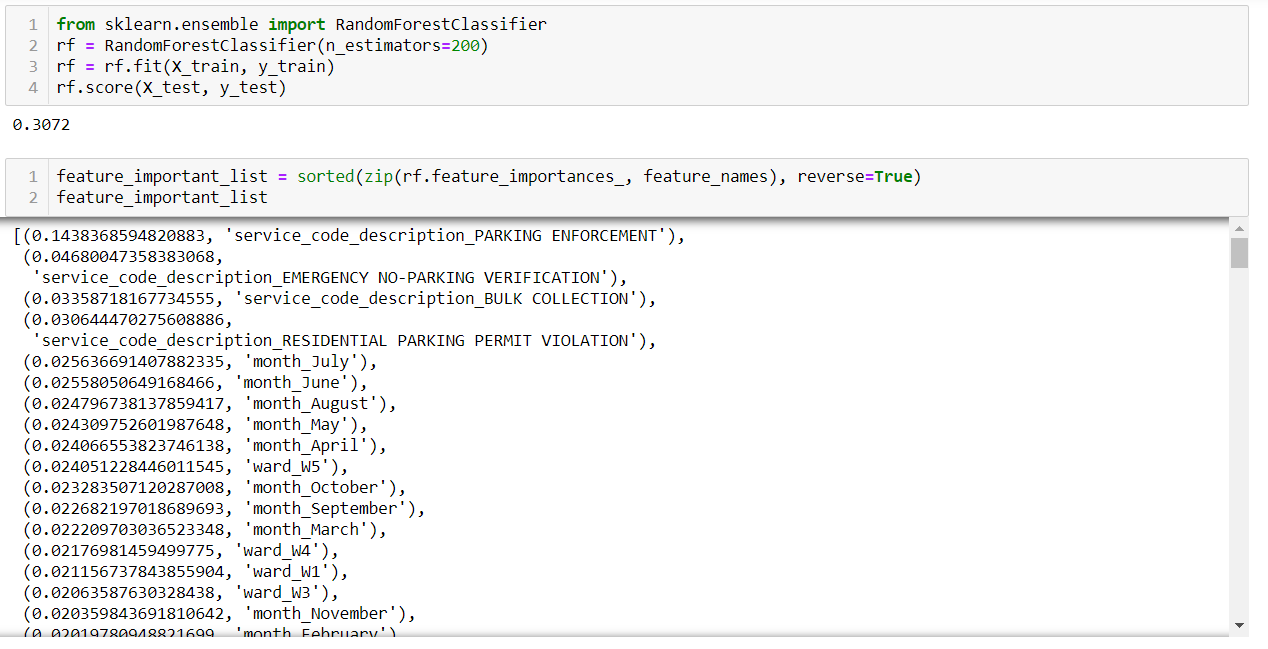 1 from sklearn.ensemble import RandomForestClassifier
2 rf = RandomForestClassifier(n_estimators=200)
3 rf = rf.fit(X_train, y_train)
4 rf.score(X_test, y_test)
0.3072
1 feature_important_list = sorted(zip(rf.feature_importances_, feature_names), reverse=True)
2 feature_important_list
[(0.1438368594820883, 'service_code_description_PARKING ENFORCEMENT'),
(0.04680047358383068,
'service_code_description_EMERGENCY NO-PARKING VERIFICATION'),
(0.03358718167734555, 'service_code_description_BULK COLLECTION'),
(0.030644470275608886,
'service_code_description_RESIDENTIAL PARKING PERMIT VIOLATION'),
(0.025636691407882335, 'month_July'),
(0.02558050649168466, 'month_June'),
(0.024796738137859417, 'month_August'),
(0.024309752601987648, 'month_May'),
(0.024066553823746138, 'month_April'),
(0.024051228446011545, 'ward_W5'),
(0.023283507120287008, 'month_October'),
(0.022682197018689693, 'month_September'),
(0.022209703036523348, 'month_March'),
(0.02176981459499775, 'ward_W4'),
(0.021156737843855904, 'ward_W1'),
(0.02063587630328438, 'ward_W3'),
(0.020359843691810642, 'month_November'),
(0.02019780948821699, 'month_February')